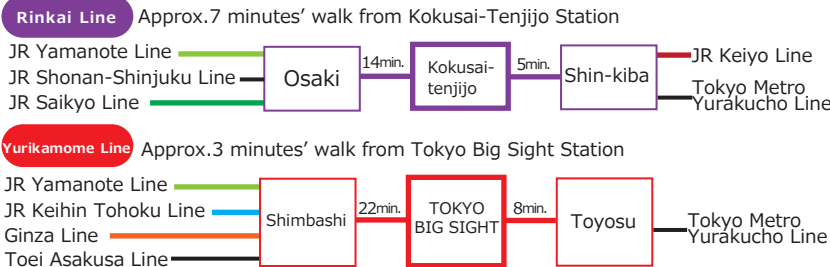 Rinkai Line Approx.7 minutes' walk from Kokusai-Tenjijo Station
JR Yamanote Line
JR Shonan-Shinjuku Line
JR Saikyo Line
Osaki
14min.
Kokusai-
tenjijo
5min.
Shin-kiba
JR Keiyo Line
Tokyo Metro
Yurakucho Line
Yurikamome Line Approx.3 minutes' walk from Tokyo Big Sight Station
JR Yamanote Line
JR Keihin Tohoku Line
Ginza Line
Toei Asakusa Line
Shimbashi
22min.
TOKYO
BIG SIGHT
8min.
Toyosu
Tokyo Metro
Yurakucho Line